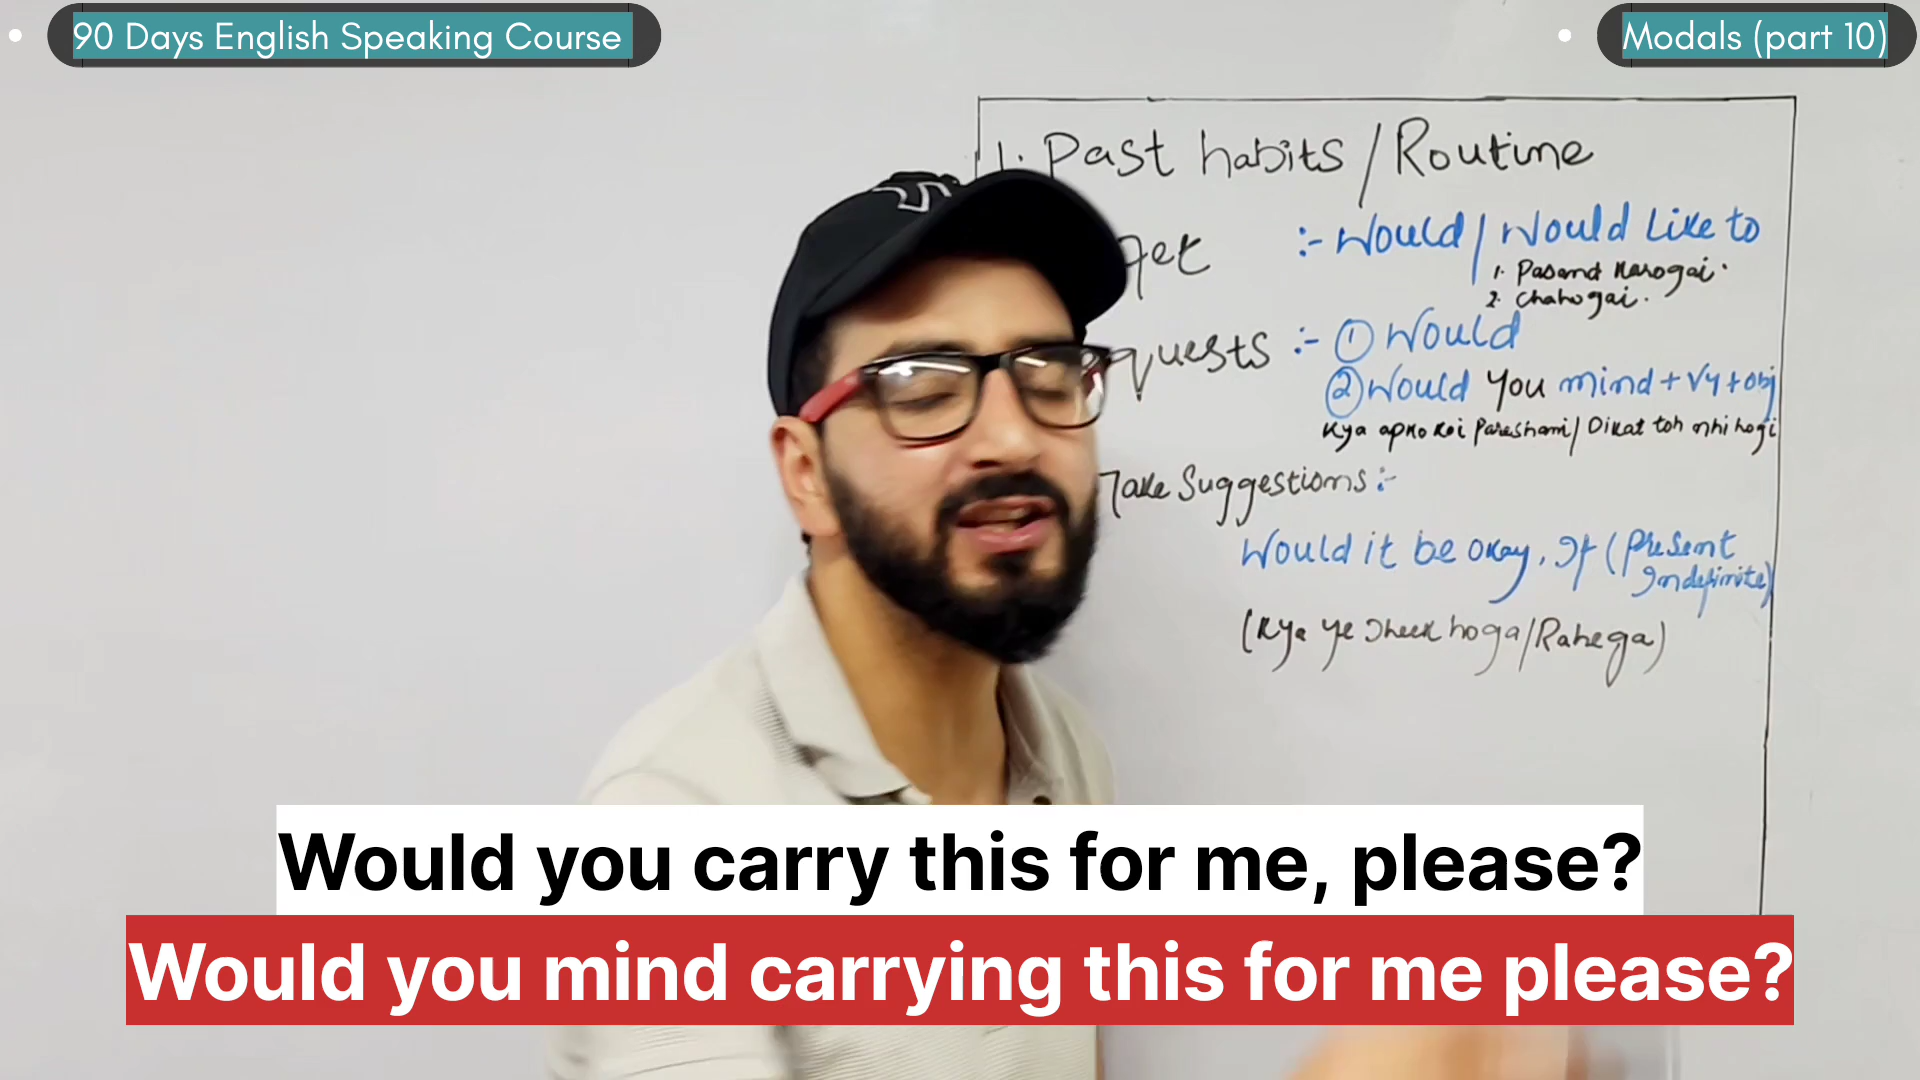 90 Days English Speaking Course
Modals (part 10)
1. Past habits / Routine
:- Would / Would Like to
1. Pasand Karogai.
2. Chahogai.
:- ① Would
② Would You mind + V4 + obj
Kya apko koi Pareshani / Dikat toh nhi hogi
Take Suggestions :-
Would it be okay, If (Present
Indefinite)
(Kya ye theek hoga / Rahega)
Would you carry this for me, please?
Would you mind carrying this for me please?